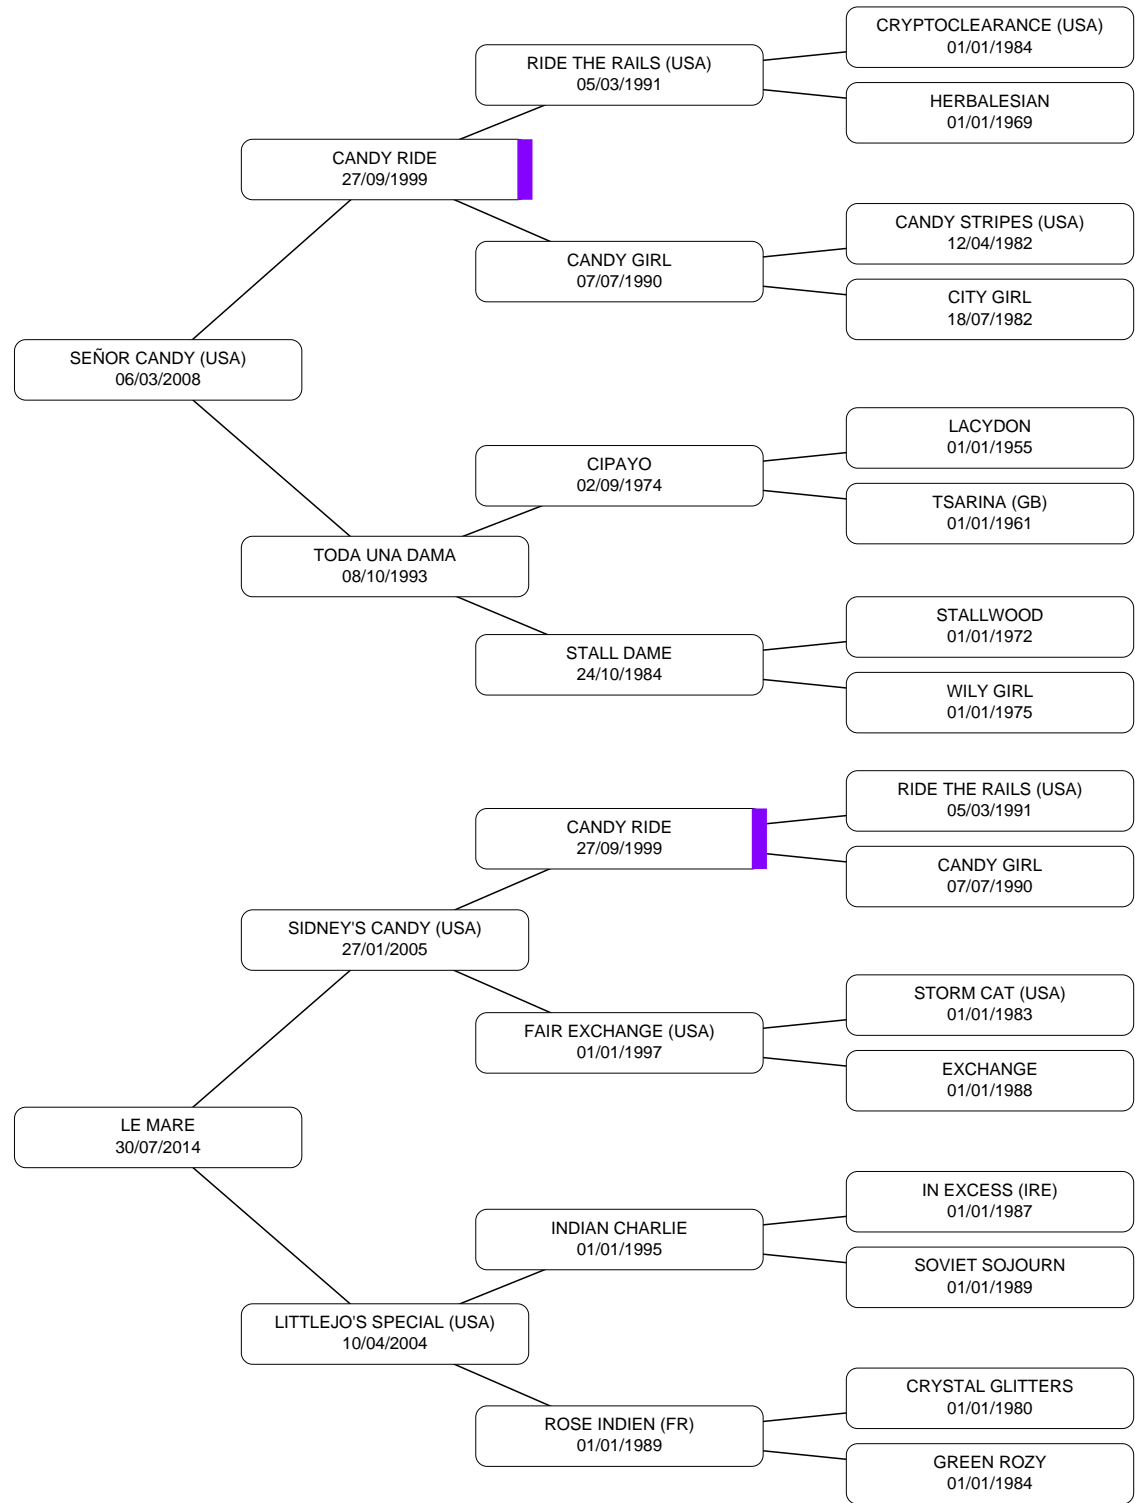 CRYPTOCLEARANCE (USA)
01/01/1984
RIDE THE RAILS (USA)
05/03/1991
HERBALESIAN
01/01/1969
CANDY RIDE
27/09/1999
CANDY STRIPES (USA)
12/04/1982
CANDY GIRL
07/07/1990
CITY GIRL
18/07/1982
SEÑOR CANDY (USA)
06/03/2008
LACYDON
01/01/1955
CIPAYO
02/09/1974
TSARINA (GB)
01/01/1961
TODA UNA DAMA
08/10/1993
STALLWOOD
01/01/1972
STALL DAME
24/10/1984
WILY GIRL
01/01/1975
RIDE THE RAILS (USA)
05/03/1991
CANDY RIDE
27/09/1999
CANDY GIRL
07/07/1990
SIDNEY'S CANDY (USA)
27/01/2005
STORM CAT (USA)
01/01/1983
FAIR EXCHANGE (USA)
01/01/1997
EXCHANGE
01/01/1988
LE MARE
30/07/2014
IN EXCESS (IRE)
01/01/1987
INDIAN CHARLIE
01/01/1995
SOVIET SOJOURN
01/01/1989
LITTLEJO'S SPECIAL (USA)
10/04/2004
CRYSTAL GLITTERS
01/01/1980
ROSE INDIEN (FR)
01/01/1989
GREEN ROZY
01/01/1984